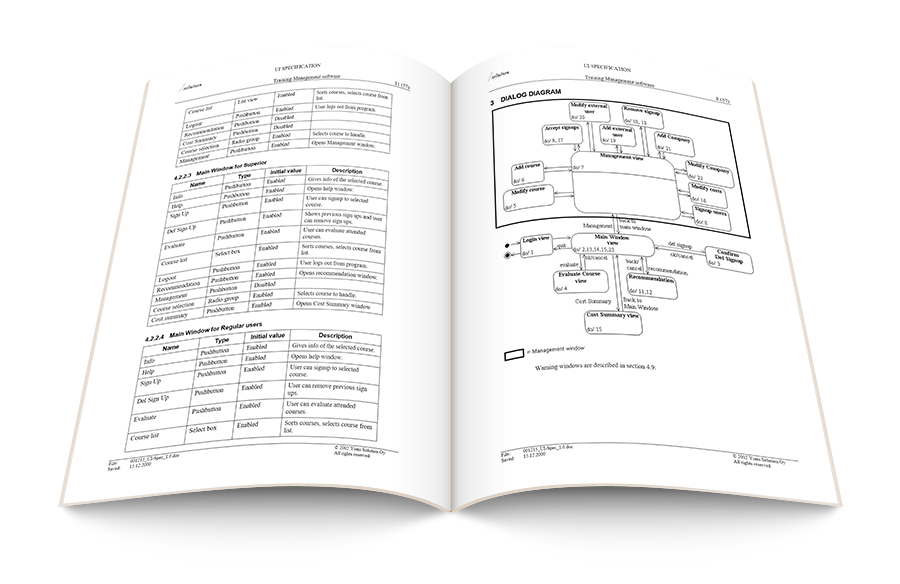 solution
UI SPECIFICATION
Training Management software
Course list List view Enabled Sorts courses, selects course from
list.
Logout Pushbutton Enabled User logs out from program.
Recommendation Pushbutton Disabled
Cost Summary Pushbutton Disabled
Course selection Radio group Enabled Selects course to handle.
Management Pushbutton Enabled Opens Management window.
4.2.2.3 Main Window for Superior
Name Type Initial value Description
Info Pushbutton Enabled Gives info of the selected course.
Help Pushbutton Enabled Opens help window.
Sign Up Pushbutton Enabled User can signup to selected
course.
Del Sign Up Pushbutton Enabled Shows previous sign ups and user
can remove sign ups.
Evaluate Pushbutton Enabled User can evaluate attended
courses.
Course list Select box Enabled Sorts courses, selects course from
list.
Logout Pushbutton Enabled User logs out from program.
Recommendation Pushbutton Enabled Opens recommendation window.
Management Pushbutton Disabled
Course selection Radio group Enabled Selects course to handle.
Cost summary Pushbutton Enabled Opens Cost Summary window
4.2.2.4 Main Window for Regular users
Name Type Initial value Description
Info Pushbutton Enabled Gives info of the selected course.
Help Pushbutton Enabled Opens help window.
Sign Up Pushbutton Enabled User can signup to selected
course.
Del Sign Up Pushbutton Enabled User can remove previous sign
ups.
Evaluate Pushbutton Enabled User can evaluate attended
courses.
Course list Select box Enabled Sorts courses, selects course from
list.
File: 001215_UI-Spec_1.0.doc
Saved: 15.12.2000
© 2002 Yomi Solution Oy
All rights reserved.
solution
UI SPECIFICATION
Training Management software
3 DIALOG DIAGRAM
Modify external
user
do/ 20
Remove signup
do/ 16, 18
Accept signups
do/ 9, 17
Add external
user
do/ 19
Add Company
do/ 21
Management view
do/ 7
Add course
do/ 6
Modify Company
do/ 22
Modify course
do/ 5
Modify costs
do/ 16
Signup users
do/ 8
Management
back to
main window
Login view
do/ 1
quit
Main Window
view
do/ 2,13,14,15,23
del signup
ok/cancel
Confirm
Del Signup
do/ 3
evaluate
ok/cancel
back/
cancel
recommendation
Evaluate Course
view
do/ 4
Recommendation
do/ 11,12
Cost Summary
back to
Main Window
Cost Summary view
do/ 15
= Management window
Warning windows are described in section 4.9.
File: 001215_UI-Spec_1.0.doc
Saved: 15.12.2000
© 2002 Yomi Solution Oy
All rights reserved.